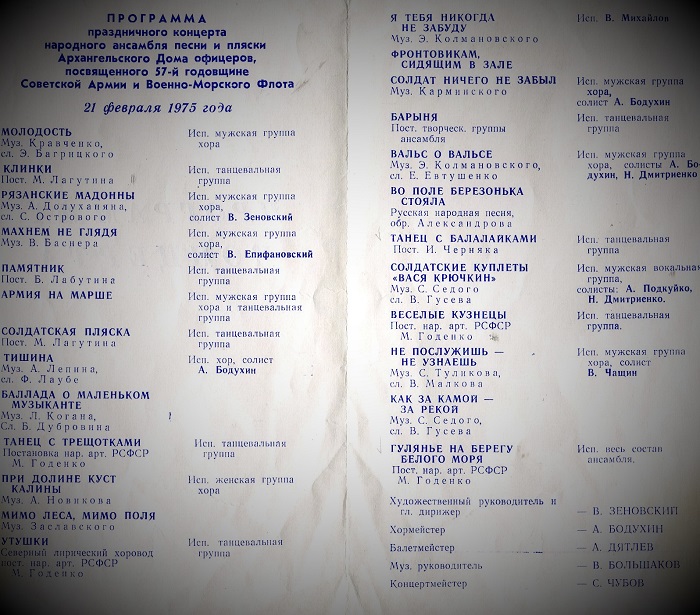 ПРОГРАММА
праздничного концерта
народного ансамбля песни и пляски
Архангельского Дома офицеров,
посвященного 57-й годовщине
Советской Армии и Военно-Морского Флота
21 февраля 1975 года
МОЛОДОСТЬ
Муз. Кравченко,
сл. Э. Багрицкого
Исп. мужская группа
хора
КЛИНКИ
Пост. М. Лагутина
Исп. танцевальная
группа
РЯЗАНСКИЕ МАДОННЫ
Муз. А. Долуханяна,
сл. С. Острового
Исп. мужская группа
хора,
солист В. Зеновский
МАХНЕМ НЕ ГЛЯДЯ
Муз. В. Баснера
Исп. мужская группа
хора,
солист В. Епифановский
ПАМЯТНИК
Пост. Б. Лабутина
Исп. танцевальная
группа
АРМИЯ НА МАРШЕ
Исп. мужская группа
хора и танцевальная
группа
СОЛДАТСКАЯ ПЛЯСКА
Пост. М. Лагутина
Исп. танцевальная
группа
ТИШИНА
Муз. А. Лепина,
сл. Ф. Лаубе
Исп. хор, солист
А. Бодухин
БАЛЛАДА О МАЛЕНЬКОМ
МУЗЫКАНТЕ
Муз. Л. Когана,
Сл. Б. Дубровина
ТАНЕЦ С ТРЕЩОТКАМИ
Постановка нар. арт. РСФСР
М. Годенко
Исп. танцевальная
группа
ПРИ ДОЛИНЕ КУСТ
КАЛИНЫ
Муз. А. Новикова
Исп. женская группа
хора
МИМО ЛЕСА, МИМО ПОЛЯ
Муз. Заславского
УТУШКИ
Северный лирический хоровод
пост. нар. арт. РСФСР
М. Годенко
Исп. танцевальная
группа
Я ТЕБЯ НИКОГДА
НЕ ЗАБУДУ
Муз. Э. Колмановского
Исп. В. Михайлов
ФРОНТОВИКАМ,
СИДЯЩИМ В ЗАЛЕ
СОЛДАТ НИЧЕГО НЕ ЗАБЫЛ
Муз. Карминского
Исп. мужская группа
хора,
солист А. Бодухин
БАРЫНЯ
Пост. творческ. группы
ансамбля
Исп. танцевальная
группа
ВАЛЬС О ВАЛЬСЕ
Муз. Э. Колмановского,
сл. Е. Евтушенко
Исп. мужская группа
хора, солисты А. Бо-
духин, Н. Дмитриенко
ВО ПОЛЕ БЕРЕЗОНЬКА
СТОЯЛА
Русская народная песня,
обр. Александрова
ТАНЕЦ С БАЛАЛАЙКАМИ
Пост. И. Черняка
Исп. танцевальная
группа
СОЛДАТСКИЕ КУПЛЕТЫ
«ВАСЯ КРЮЧКИН»
Муз. С. Седого
сл. В. Гусева
Исп. мужская вокальная
группа,
солисты: А. Подкуйко,
Н. Дмитриенко.
ВЕСЕЛЫЕ КУЗНЕЦЫ
Пост. нар. арт. РСФСР
М. Годенко
Исп. танцевальная
группа.
НЕ ПОСЛУЖИШЬ —
НЕ УЗНАЕШЬ
Муз. С. Туликова,
сл. В. Малкова
Исп. мужская группа
хора, солист
В. Чащин
КАК ЗА КАМОЙ —
ЗА РЕКОЙ
Муз. С. Седого,
сл. В. Гусева
ГУЛЯНЬЕ НА БЕРЕГУ
БЕЛОГО МОРЯ
Пост. нар. арт. РСФСР
М. Годенко
Исп. весь состав
ансамбля.
Художественный руководитель и
гл. дирижер — В. ЗЕНОВСКИЙ
Хормейстер — А. БОДУХИН
Балетмейстер — А. ДЯТЛЕВ
Муз. руководитель — В. БОЛЬШАКОВ
Концертмейстер — С. ЧУБОВ